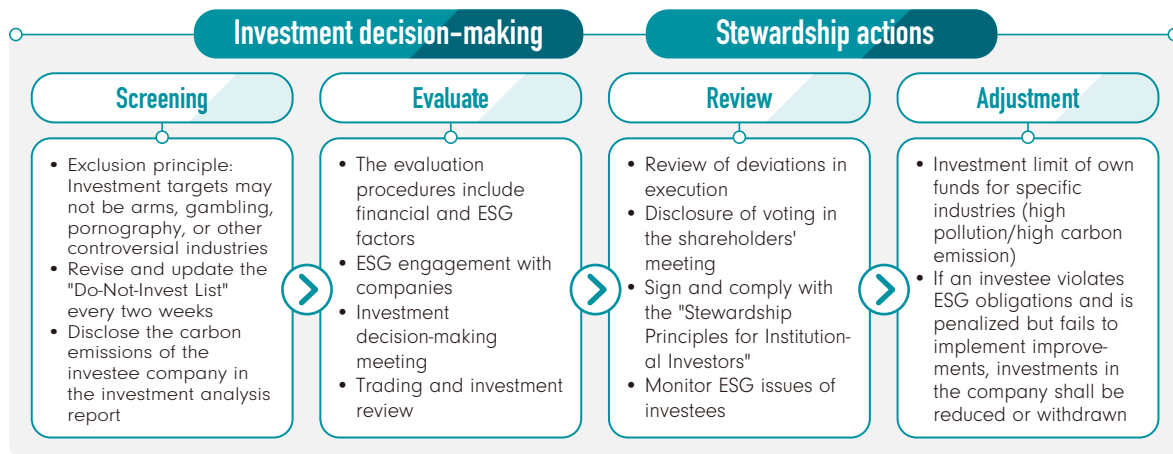 Investment decision-making
Stewardship actions
Screening
• Exclusion principle:
Investment targets may
not be arms, gambling,
pornography, or other
controversial industries
• Revise and update the
"Do-Not-Invest List"
every two weeks
• Disclose the carbon
emissions of the
investee company in
the investment analysis
report
Evaluate
• The evaluation
procedures include
financial and ESG
factors
• ESG engagement with
companies
• Investment
decision-making
meeting
• Trading and investment
review
Review
• Review of deviations in
execution
• Disclosure of voting in
the shareholders'
meeting
• Sign and comply with
the "Stewardship
Principles for Institution-
al Investors"
• Monitor ESG issues of
investees
Adjustment
• Investment limit of own
funds for specific
industries (high
pollution/high carbon
emission)
• If an investee violates
ESG obligations and is
penalized but fails to
implement improve-
ments, investments in
the company shall be
reduced or withdrawn